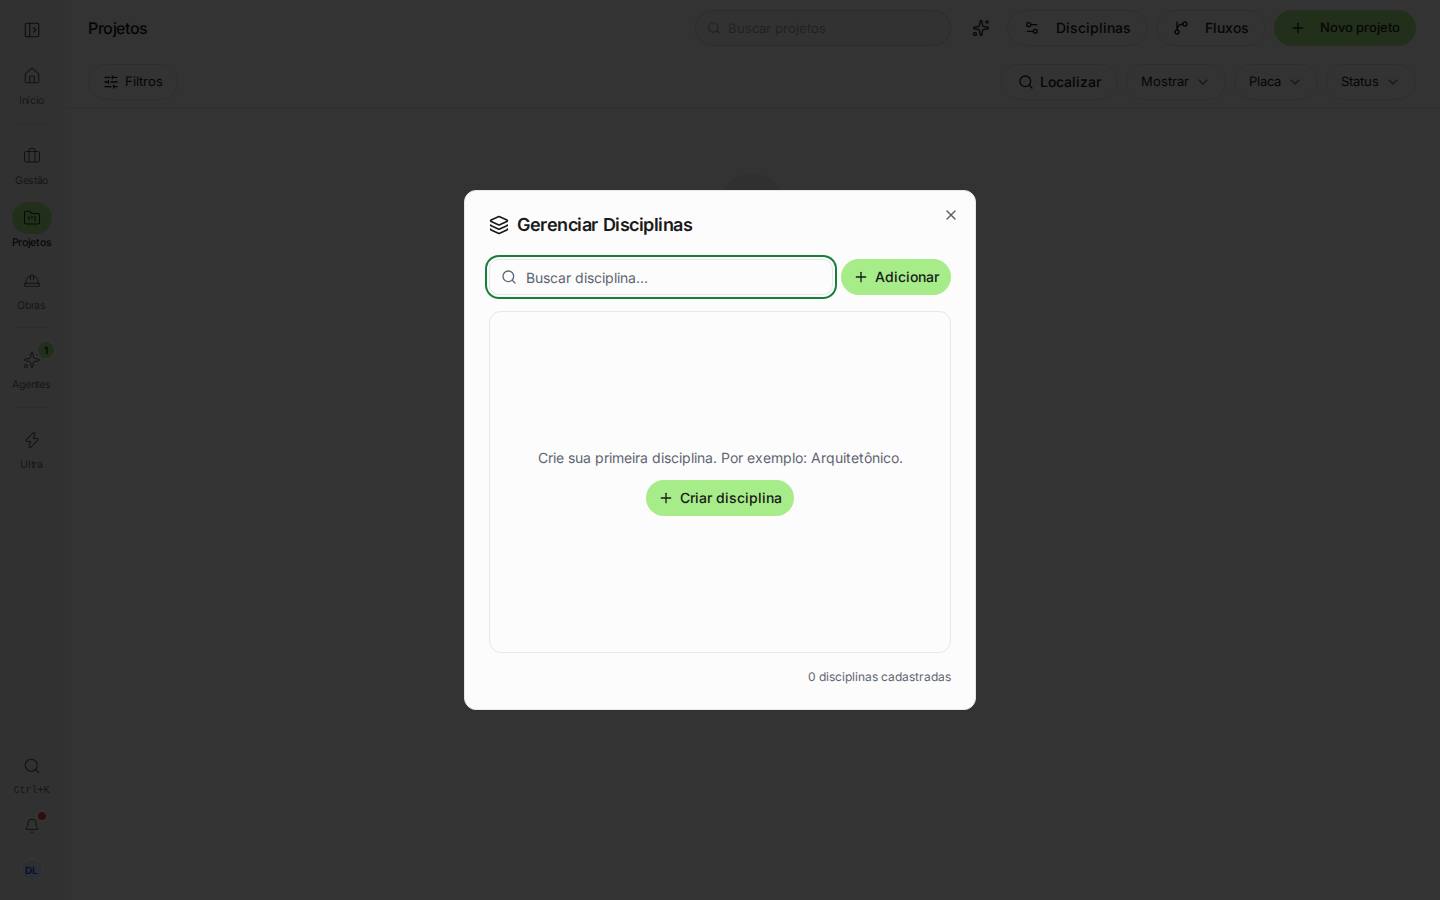 Projetos
Buscar projetos
Disciplinas
Fluxos
Novo projeto
Início
Filtros
Localizar
Mostrar
Placa
Status
Gestão
Projetos
Obras
1
Agentes
Ultra
Gerenciar Disciplinas
Buscar disciplina...
Adicionar
Crie sua primeira disciplina. Por exemplo: Arquitetônico.
Criar disciplina
0 disciplinas cadastradas
Ctrl+K
DL